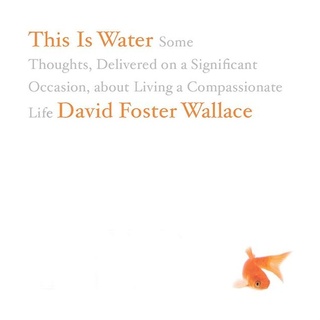 This Is Water Some
Thoughts, Delivered on a Significant
Occasion, about Living a Compassionate
Life David Foster Wallace